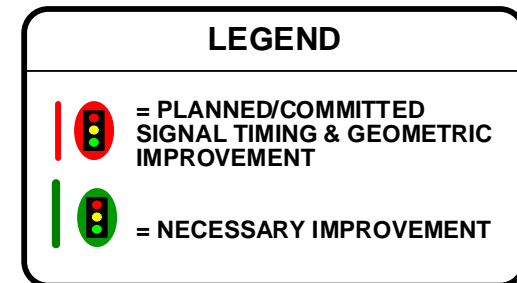 LEGEND
= PLANNED/COMMITTED
SIGNAL TIMING & GEOMETRIC
IMPROVEMENT
= NECESSARY IMPROVEMENT